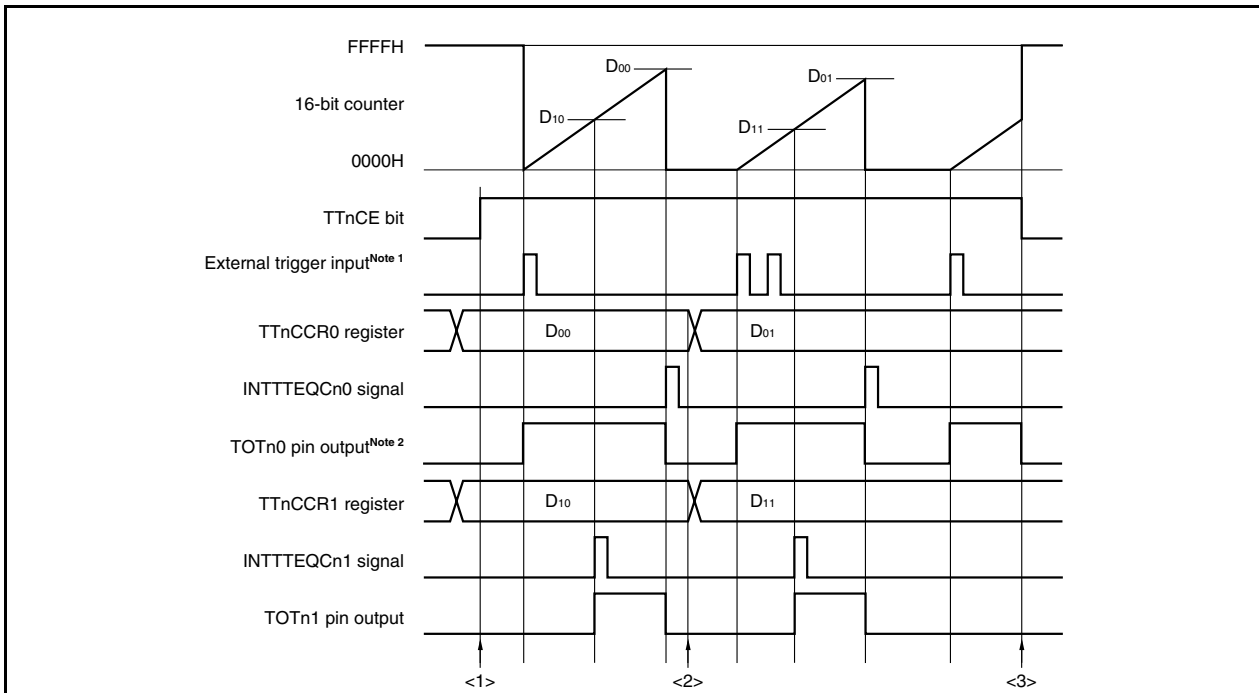 FFFFH
D00
D01
16-bit counter
D10
D11
0000H
TTnCE bit
External trigger inputNote 1
TTnCCR0 register
D00
D01
INTTTEQCn0 signal
TOTn0 pin outputNote 2
TTnCCR1 register
D10
D11
INTTTEQCn1 signal
TOTn1 pin output
<1>
<2>
<3>